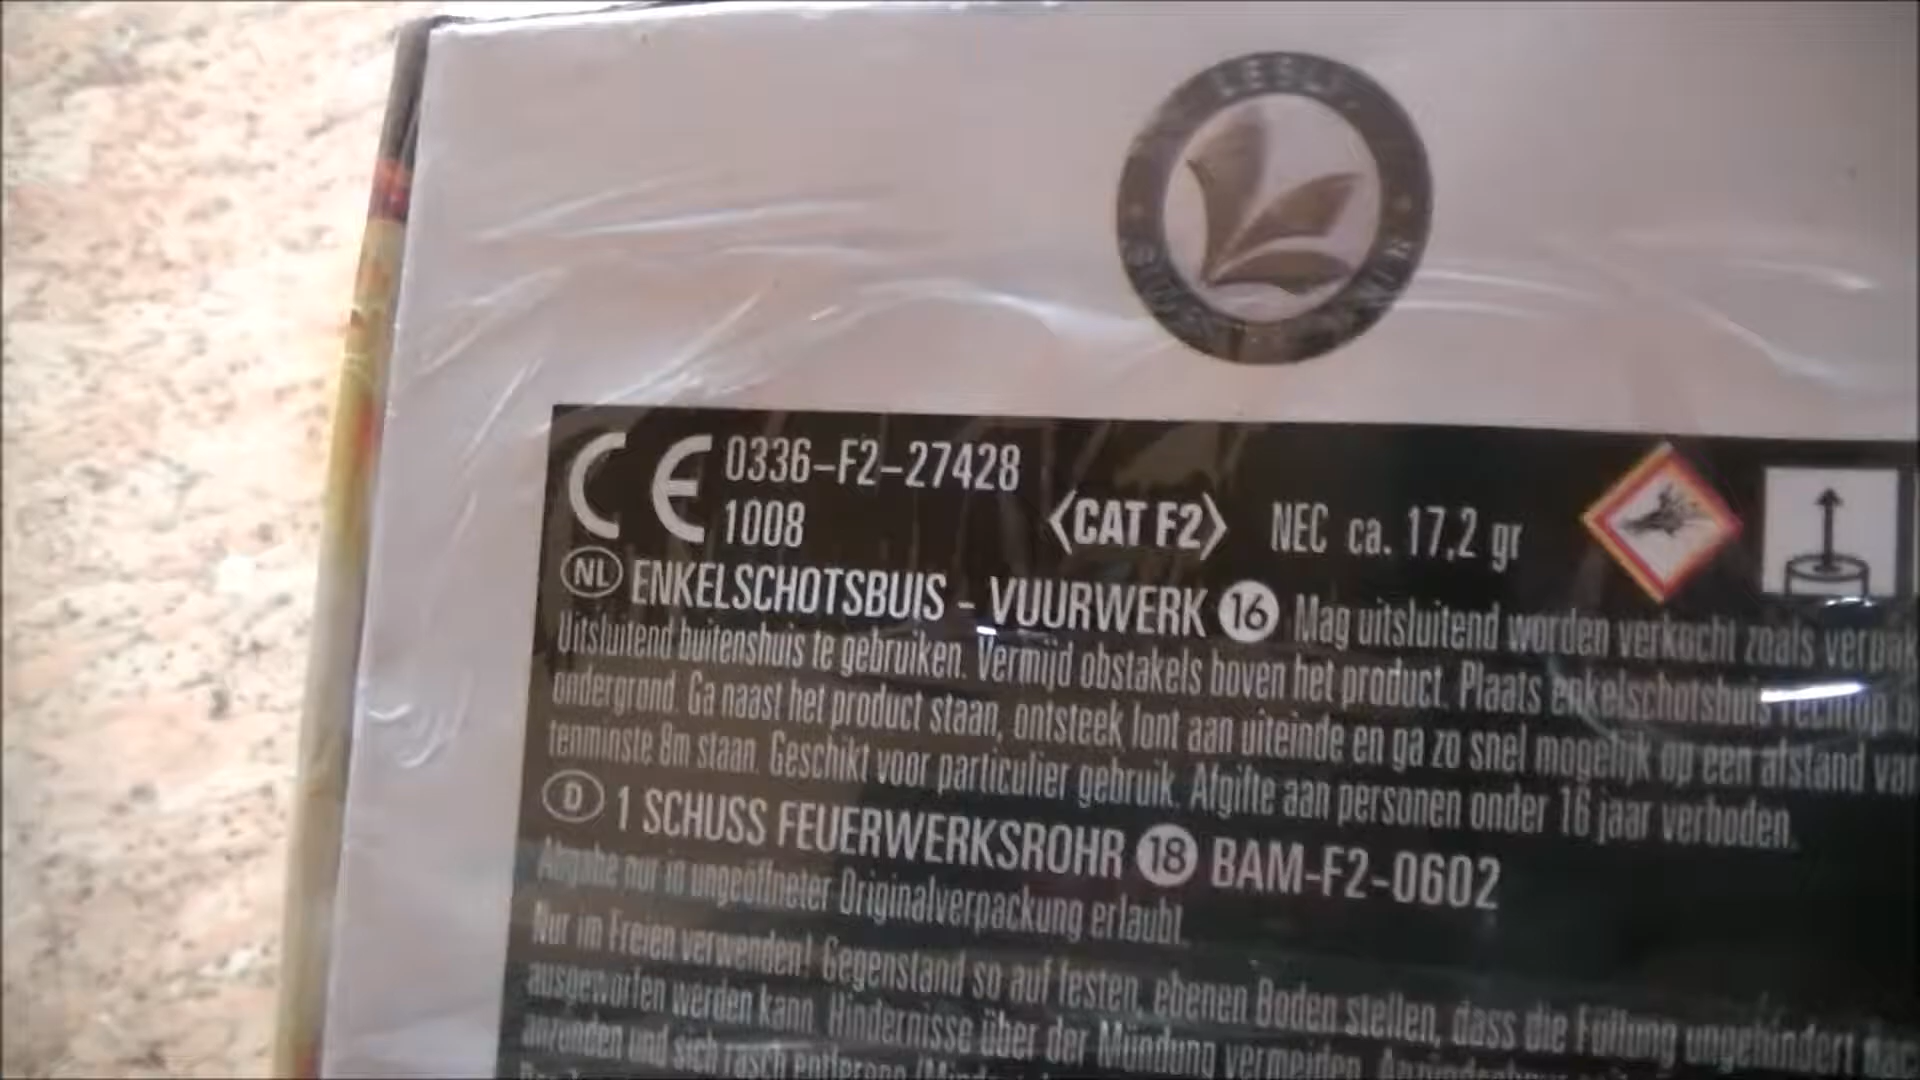 LESLI
0336-F2-27428
CE
1008
<CAT F2>
NEC ca. 17,2 gr
NL ENKELSCHOTSBUIS - VUURWERK 16 Mag uitsluitend worden verkocht zoals
Uitsluitend buitenshuis te gebruiken. Vermijd obstakels boven het product. Plaats enkelschotsbuis rechtop
ondergrond. Ga naast het product staan, ontsteek lont aan uiteinde en ga zo snel mogelijk op een afstand van
tenminste 8m staan. Geschikt voor particulier gebruik. Afgifte aan personen onder 16 jaar verboden.
D 1 SCHUSS FEUERWERKSROHR 18 BAM-F2-0602
Abgabe nur in ungeöffneter Originalverpackung erlaubt.
Nur im Freien verwenden! Gegenstand so auf festen, ebenen Boden stellen, dass die Füllung ungehindert
ausgeworfen werden kann. Hindernisse über der Mündung vermeiden.
anzünden und sich rasch entfernen